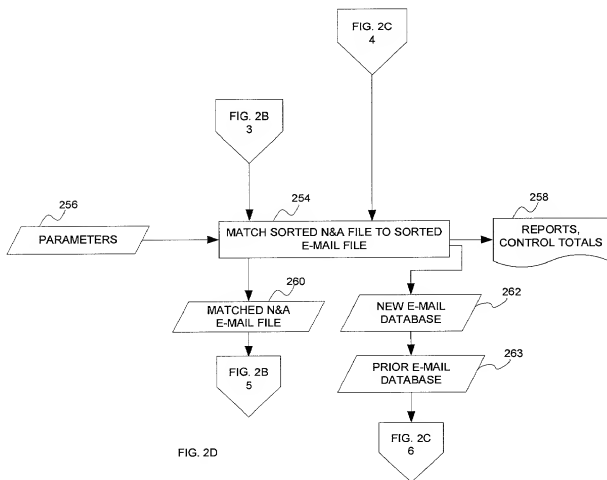 FIG. 2C
4
FIG. 2B
3
256
254
258
PARAMETERS
MATCH SORTED N&A FILE TO SORTED
E-MAIL FILE
REPORTS,
CONTROL TOTALS
260
262
MATCHED N&A
E-MAIL FILE
NEW E-MAIL
DATABASE
263
FIG. 2B
5
PRIOR E-MAIL
DATABASE
FIG. 2D
FIG. 2C
6